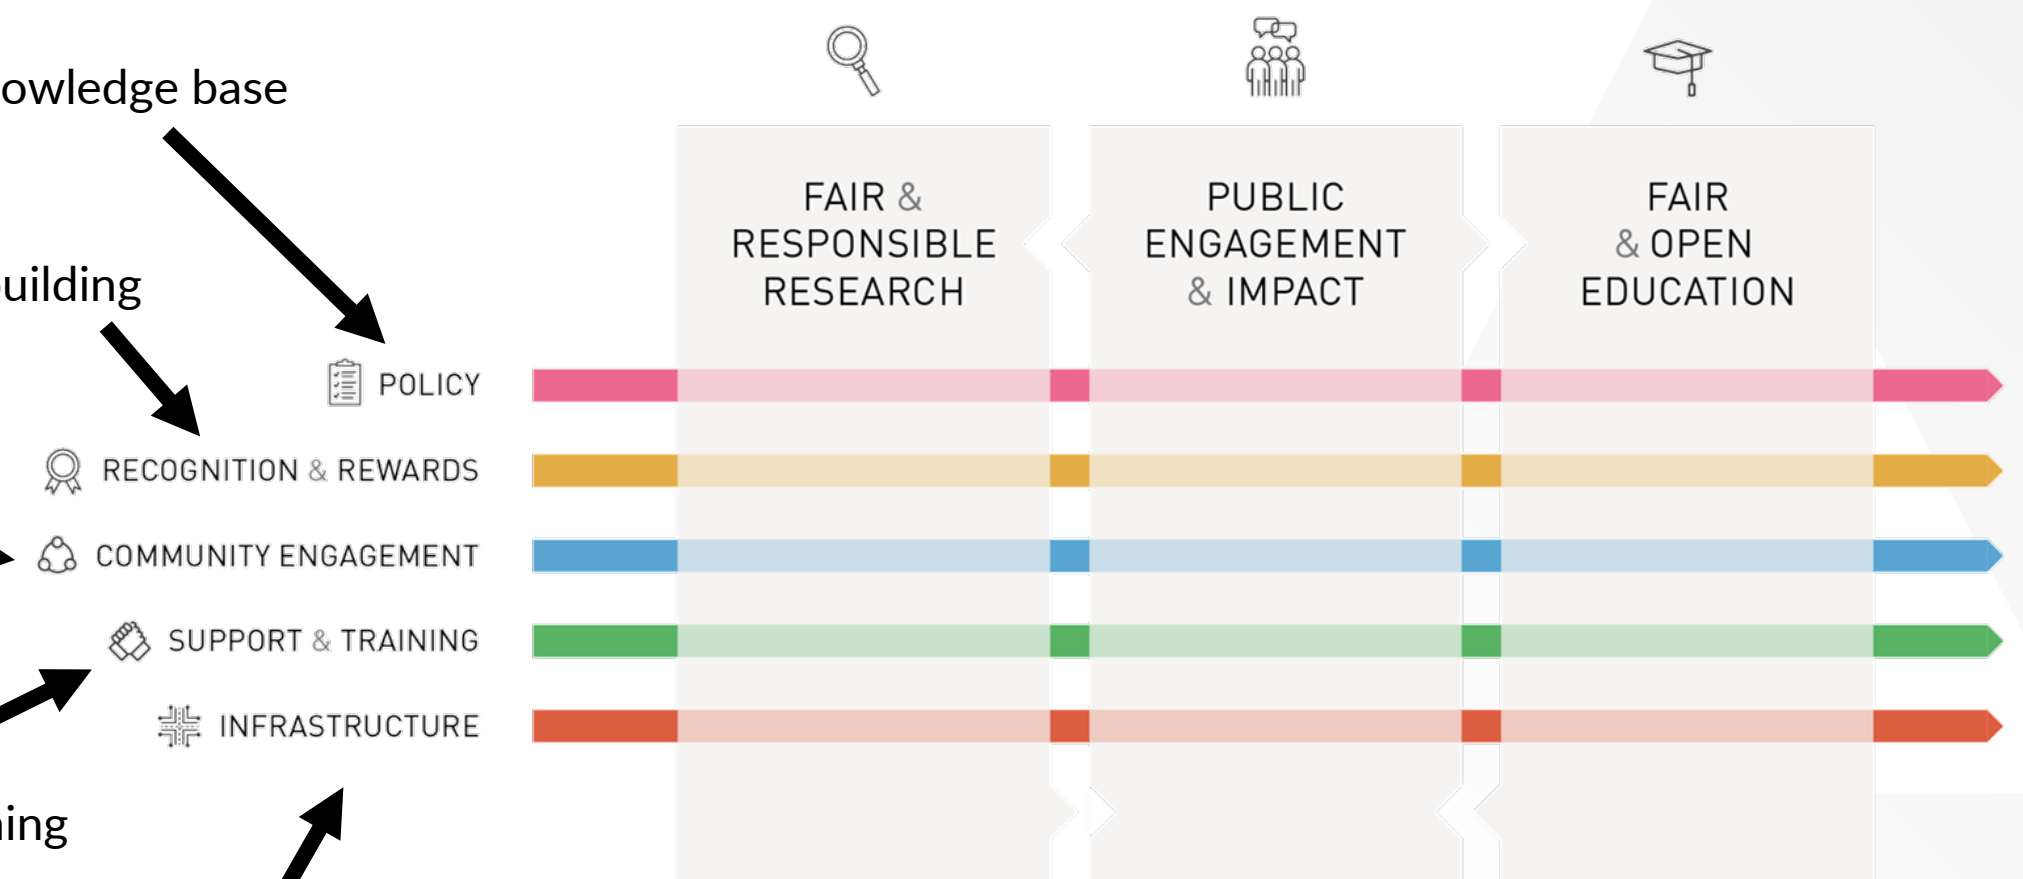 owledge base
uilding
ing
FAIR &
RESPONSIBLE
RESEARCH
PUBLIC
ENGAGEMENT
& IMPACT
FAIR
& OPEN
EDUCATION
POLICY
RECOGNITION & REWARDS
COMMUNITY ENGAGEMENT
SUPPORT & TRAINING
INFRASTRUCTURE